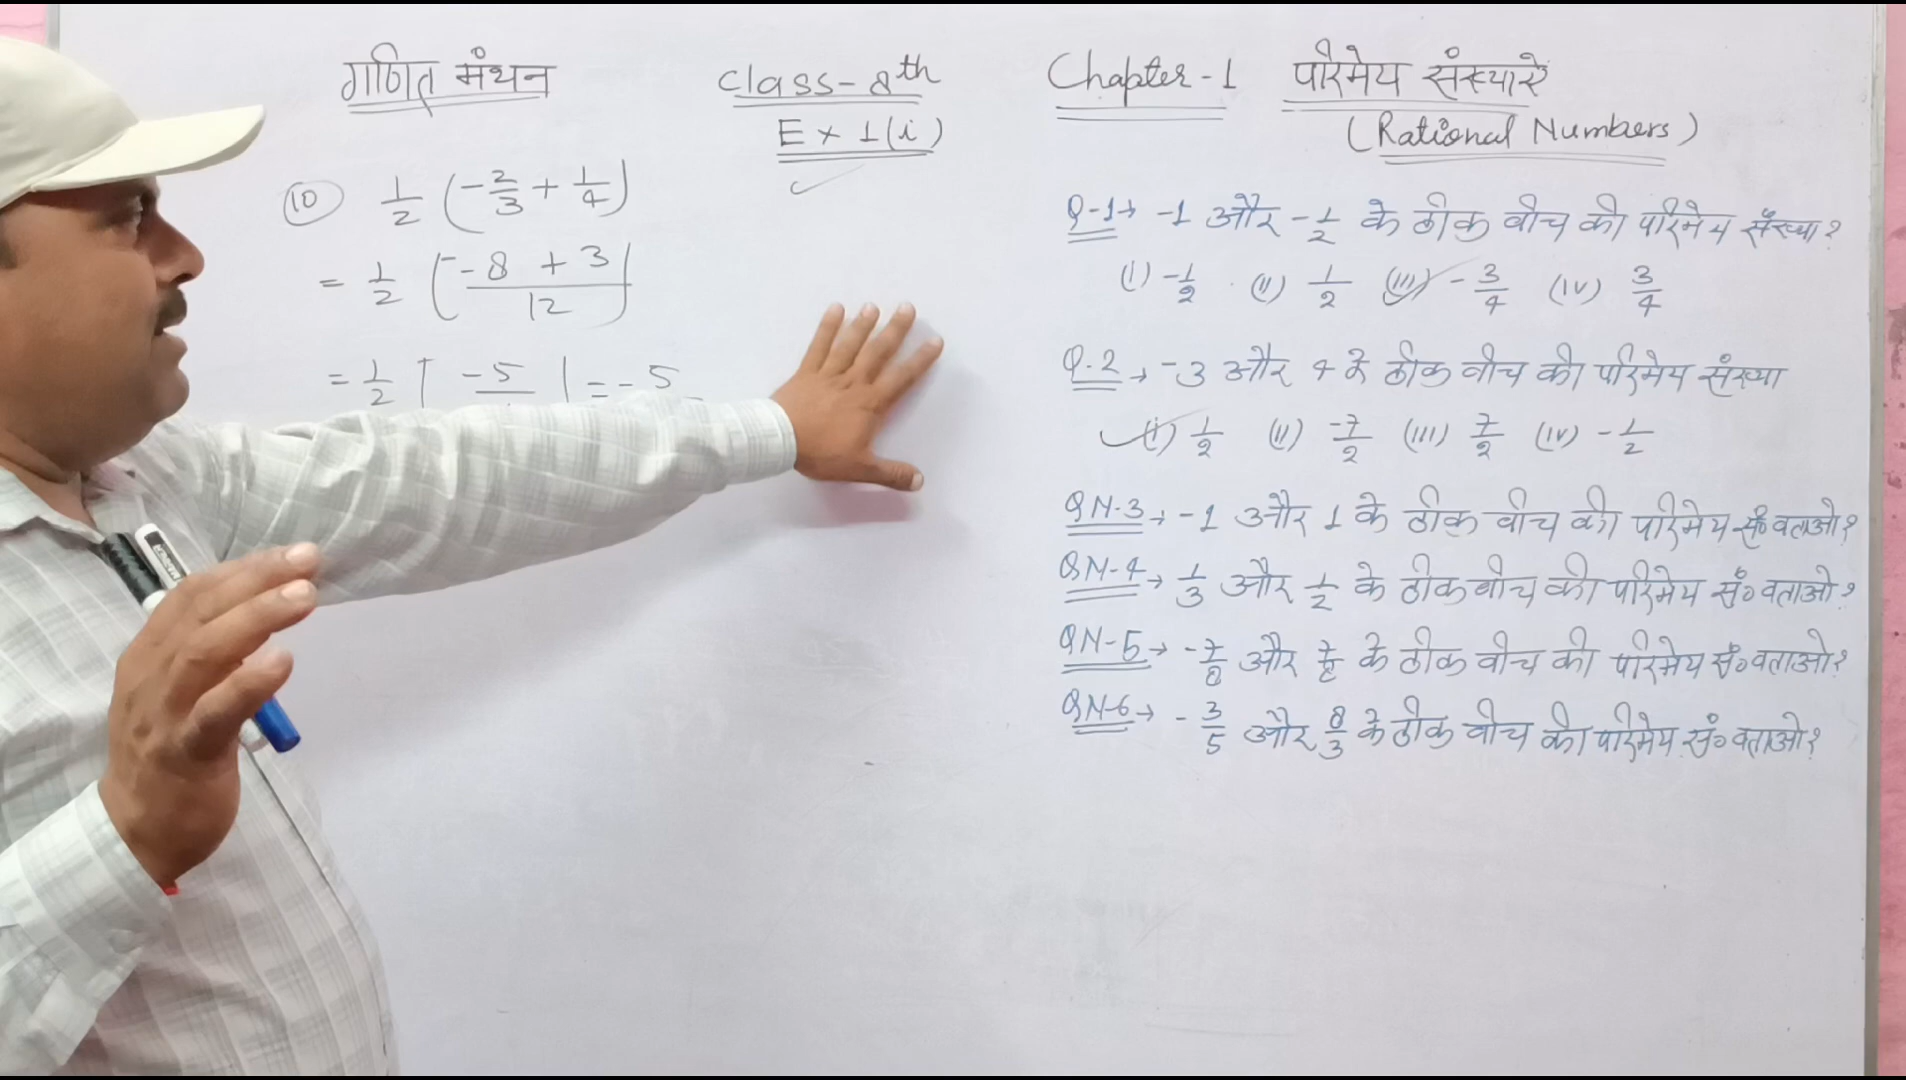 गणित मंथन
Class-8th
Ex 1(i)
Chapter-1 परिमेय संख्यायें
(Rational Numbers)
(10) 1/2 (-2/3 + 1/4)
= 1/2 (-8 + 3 / 12)
= 1/2 [-5 ] = -5
Q-1→ -1 और -1/2 के ठीक बीच की परिमेय संख्या?
(i) -1/2 (ii) 1/2 (iii) -3/4 (iv) 3/4
Q.2→ -3 और 4 के ठीक बीच की परिमेय संख्या
(i) 1/2 (ii) -7/2 (iii) 7/2 (iv) -1/2
QN.3→ -1 और 1 के ठीक बीच की परिमेय सं० बताओ?
QN-4→ 1/3 और 1/2 के ठीक बीच की परिमेय सं० बताओ?
QN-5→ -7/8 और 7/8 के ठीक बीच की परिमेय सं० बताओ?
QN-6→ -3/5 और 8/3 के ठीक बीच की परिमेय सं० बताओ?